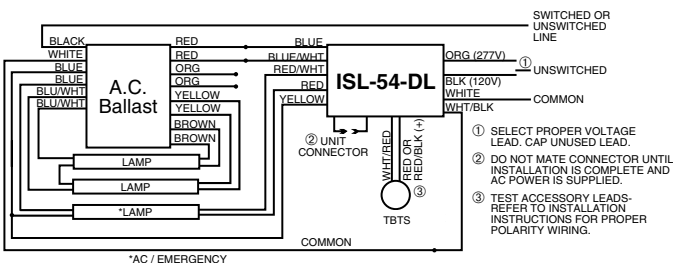 SWITCHED OR
UNSWITCHED
LINE
BLACK
WHITE
BLUE
BLUE
BLU/WHT
BLU/WHT
A.C.
Ballast
RED
RED
ORG
ORG
YELLOW
YELLOW
BROWN
BROWN
BLUE
BLUE/WHT
RED/WHT
RED
YELLOW
ISL-54-DL
ORG (277V)
① UNSWITCHED
BLK (120V)
WHITE
COMMON
WHT/BLK
② UNIT
CONNECTOR
WHT/RED
RED OR
RED/BLK (+)
③
TBTS
LAMP
LAMP
*LAMP
COMMON
*AC / EMERGENCY
① SELECT PROPER VOLTAGE
LEAD. CAP UNUSED LEAD.
② DO NOT MATE CONNECTOR UNTIL
INSTALLATION IS COMPLETE AND
AC POWER IS SUPPLIED.
③ TEST ACCESSORY LEADS-
REFER TO INSTALLATION
INSTRUCTIONS FOR PROPER
POLARITY WIRING.